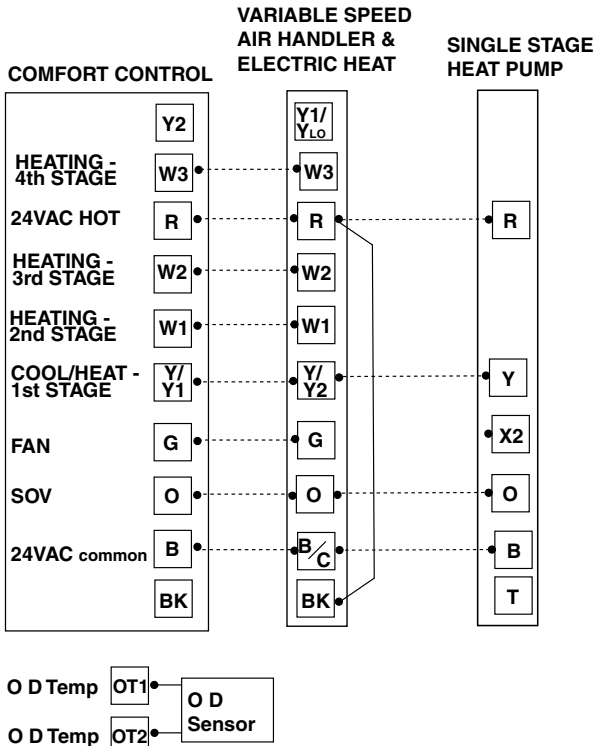 VARIABLE SPEED
AIR HANDLER &
ELECTRIC HEAT
SINGLE STAGE
HEAT PUMP
COMFORT CONTROL
Y2
Y1/
YLO
HEATING -
4th STAGE
W3
W3
24VAC HOT
R
R
R
HEATING -
3rd STAGE
W2
W2
HEATING -
2nd STAGE
W1
W1
COOL/HEAT -
1st STAGE
Y/
Y1
Y/
Y2
Y
FAN
G
G
X2
SOV
O
O
O
24VAC common
B
B/C
B
BK
BK
T
O D Temp
OT1
O D
Sensor
O D Temp
OT2